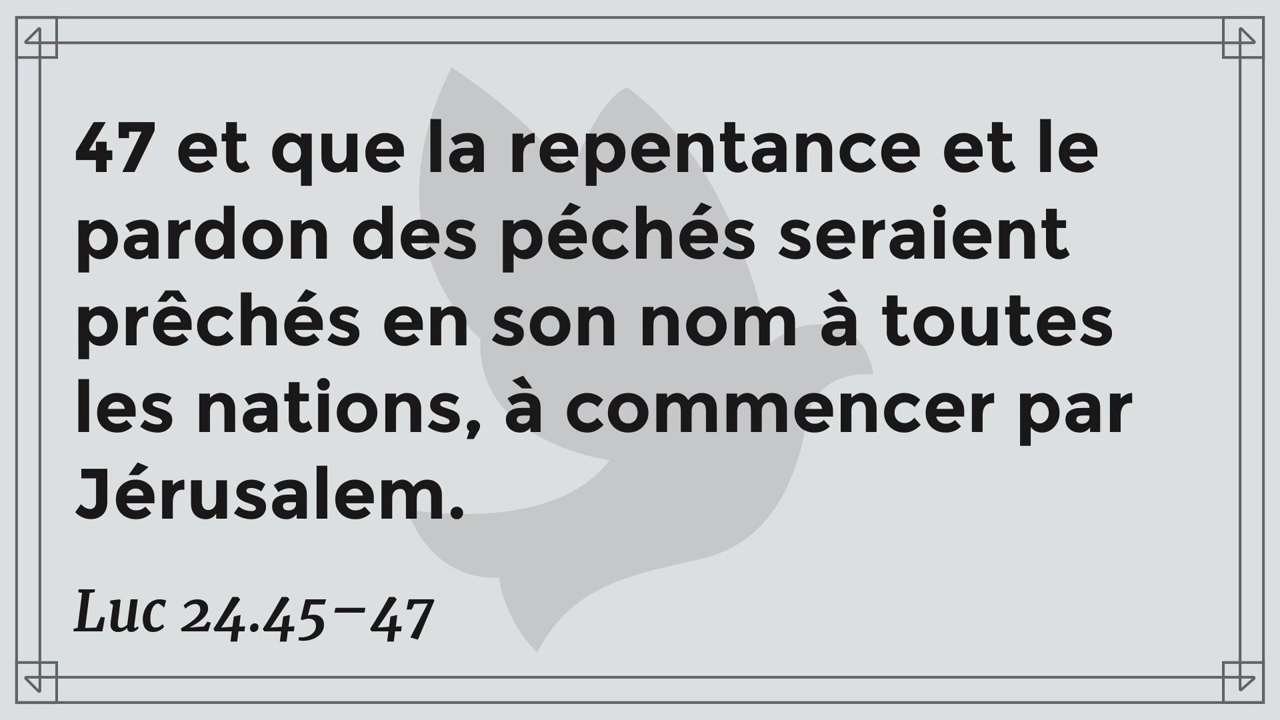 47 et que la repentance et le
pardon des péchés seraient
prêchés en son nom à toutes
les nations, à commencer par
Jérusalem.
Luc 24.45–47